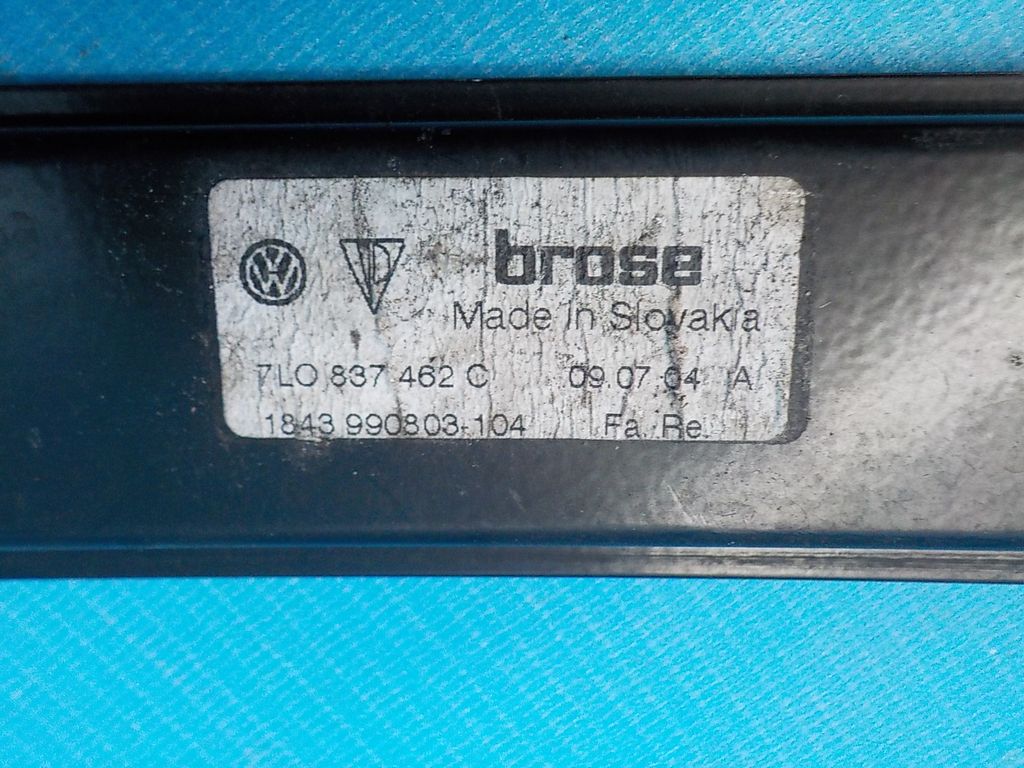 brose
Made in Slovakia
7L0 837 462 C 09.07.04 A
1843 990803-104 Fa. Re.